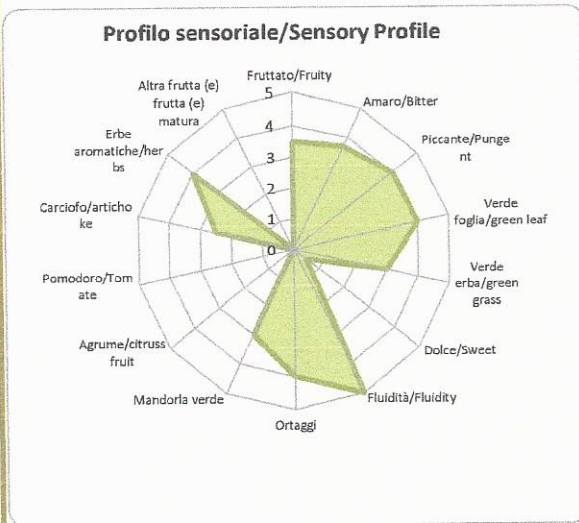 Profilo sensoriale/Sensory Profile
Fruttato/Fruity
Amaro/Bitter
Piccante/Punge
nt
Verde
foglia/green leaf
Verde
erba/green
grass
Dolce/Sweet
Fluidità/Fluidity
Ortaggi
Mandorla verde
Agrume/citruss
fruit
Pomodoro/Tom
ate
Carciofo/articho
ke
Erbe
aromatiche/her
bs
Altra frutta (e)
frutta (e)
matura
5
4
3
2
1
0